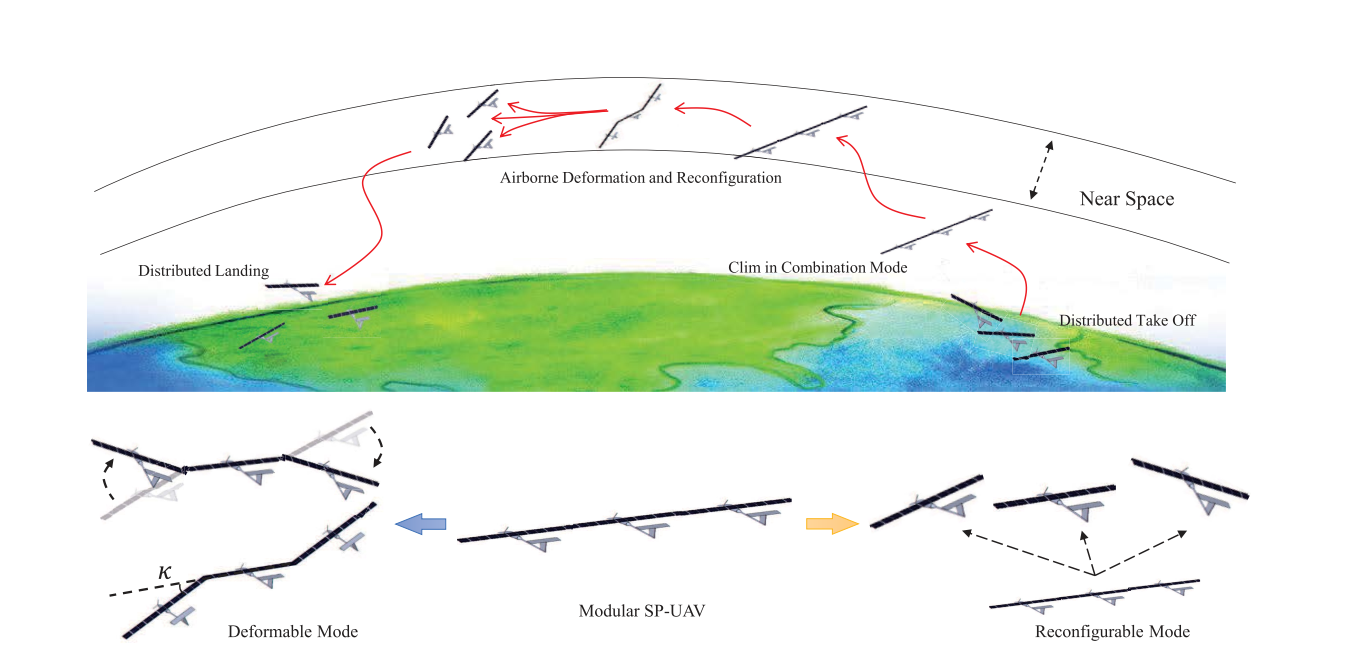 Airborne Deformation and Reconfiguration
Near Space
Distributed Landing
Clim in Combination Mode
Distributed Take Off
κ
Modular SP-UAV
Deformable Mode
Reconfigurable Mode